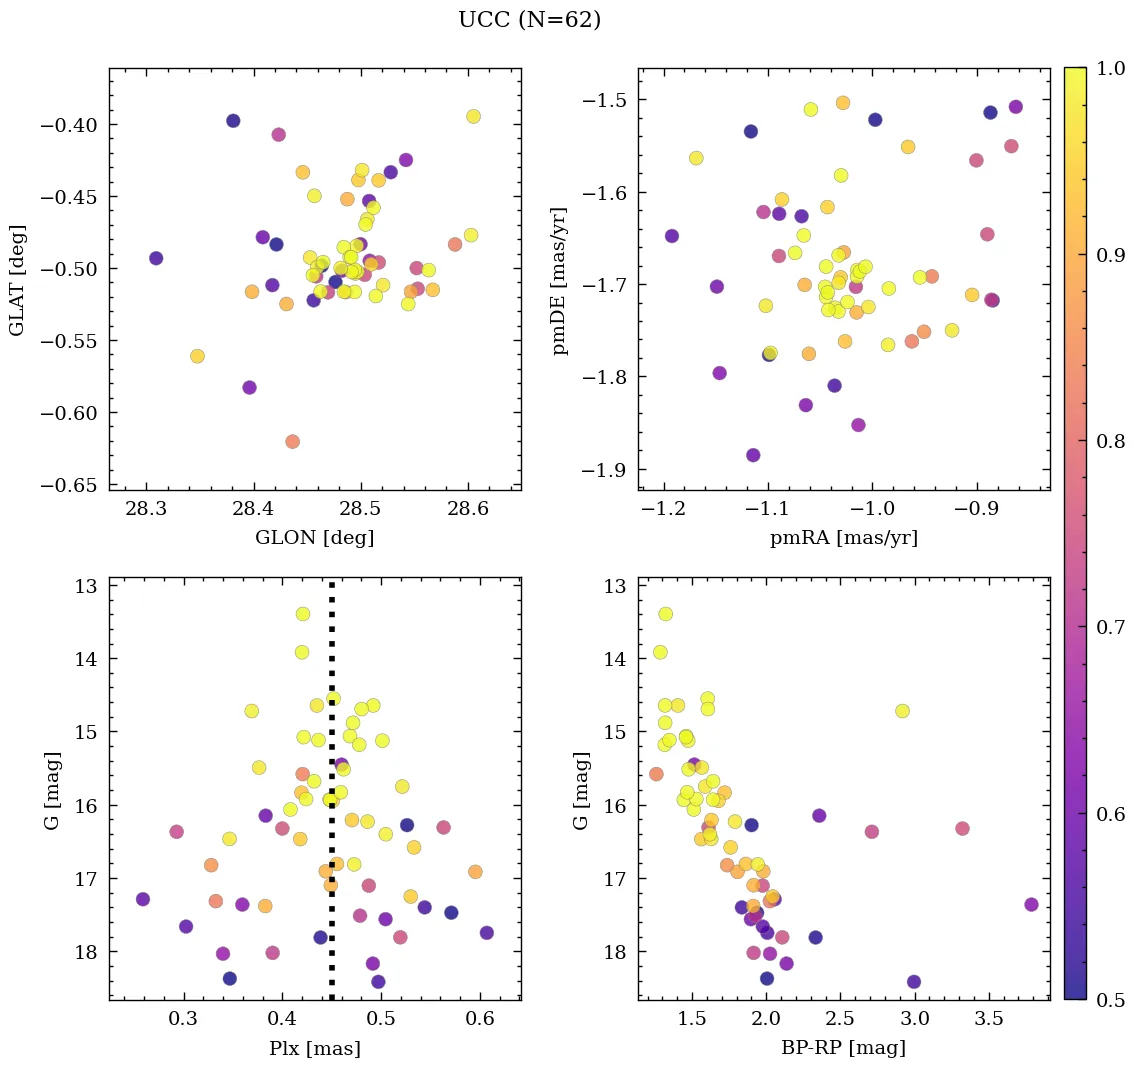 UCC (N=62)
−0.40
−0.45
−0.50
−0.55
−0.60
−0.65
GLAT [deg]
28.3 28.4 28.5 28.6
GLON [deg]
−1.5
−1.6
−1.7
−1.8
−1.9
pmDE [mas/yr]
−1.2 −1.1 −1.0 −0.9
pmRA [mas/yr]
13
14
15
16
17
18
G [mag]
0.3 0.4 0.5 0.6
Plx [mas]
13
14
15
16
17
18
G [mag]
1.5 2.0 2.5 3.0 3.5
BP-RP [mag]
1.0
0.9
0.8
0.7
0.6
0.5